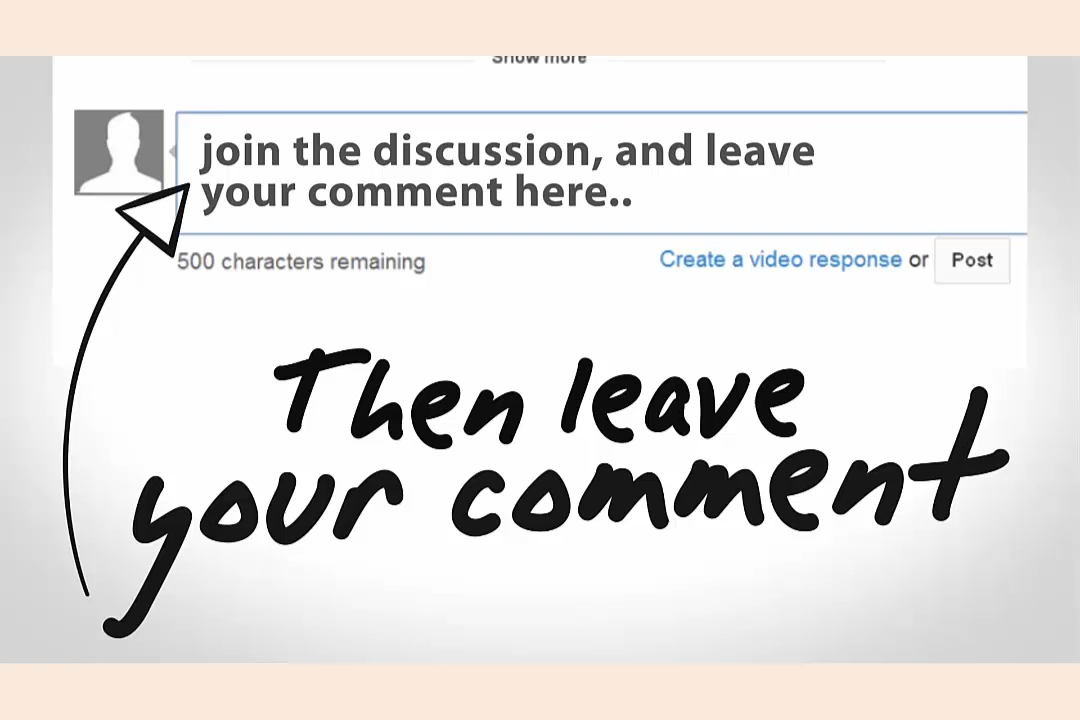 Show more
join the discussion, and leave
your comment here..
500 characters remaining
Create a video response or Post
Then leave
your comment